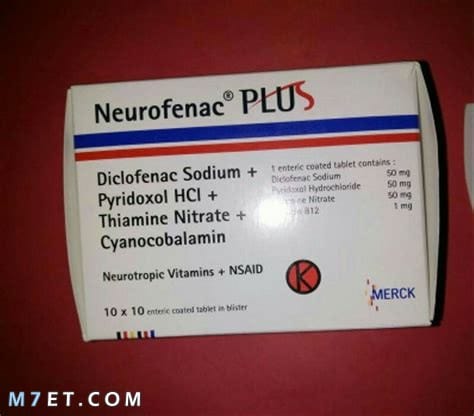 Neurofenac® PLUS
Diclofenac Sodium +
Pyridoxol HCl +
Thiamine Nitrate +
Cyanocobalamin
1 enteric coated tablet contains :
Diclofenac Sodium 50 mg
Pyridoxol Hydrochloride 50 mg
Nitrate 50 mg
B12 1 mg
Neurotropic Vitamins + NSAID
K
10 x 10 enteric coated tablet in blister
MERCK
M7ET.COM